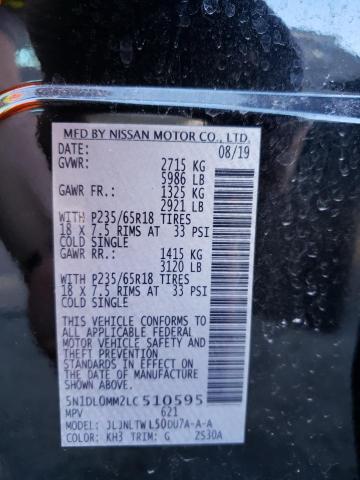 MFD BY NISSAN MOTOR CO., LTD.
DATE: 08/19
GVWR: 2715 KG
5986 LB
GAWR FR.: 1325 KG
2921 LB
WITH P235/65R18 TIRES
18 X 7.5 RIMS AT 33 PSI
COLD SINGLE
GAWR RR.: 1415 KG
3120 LB
WITH P235/65R18 TIRES
18 X 7.5 RIMS AT 33 PSI
COLD SINGLE
THIS VEHICLE CONFORMS TO
ALL APPLICABLE FEDERAL
MOTOR VEHICLE SAFETY AND
THEFT PREVENTION
STANDARDS IN EFFECT ON
THE DATE OF MANUFACTURE
SHOWN ABOVE.
5N1DL0MM2LC510595
MPV 621
MODEL: JLJNLTWL50DU7A-A-A
COLOR: KH3 TRIM: G ZS30A